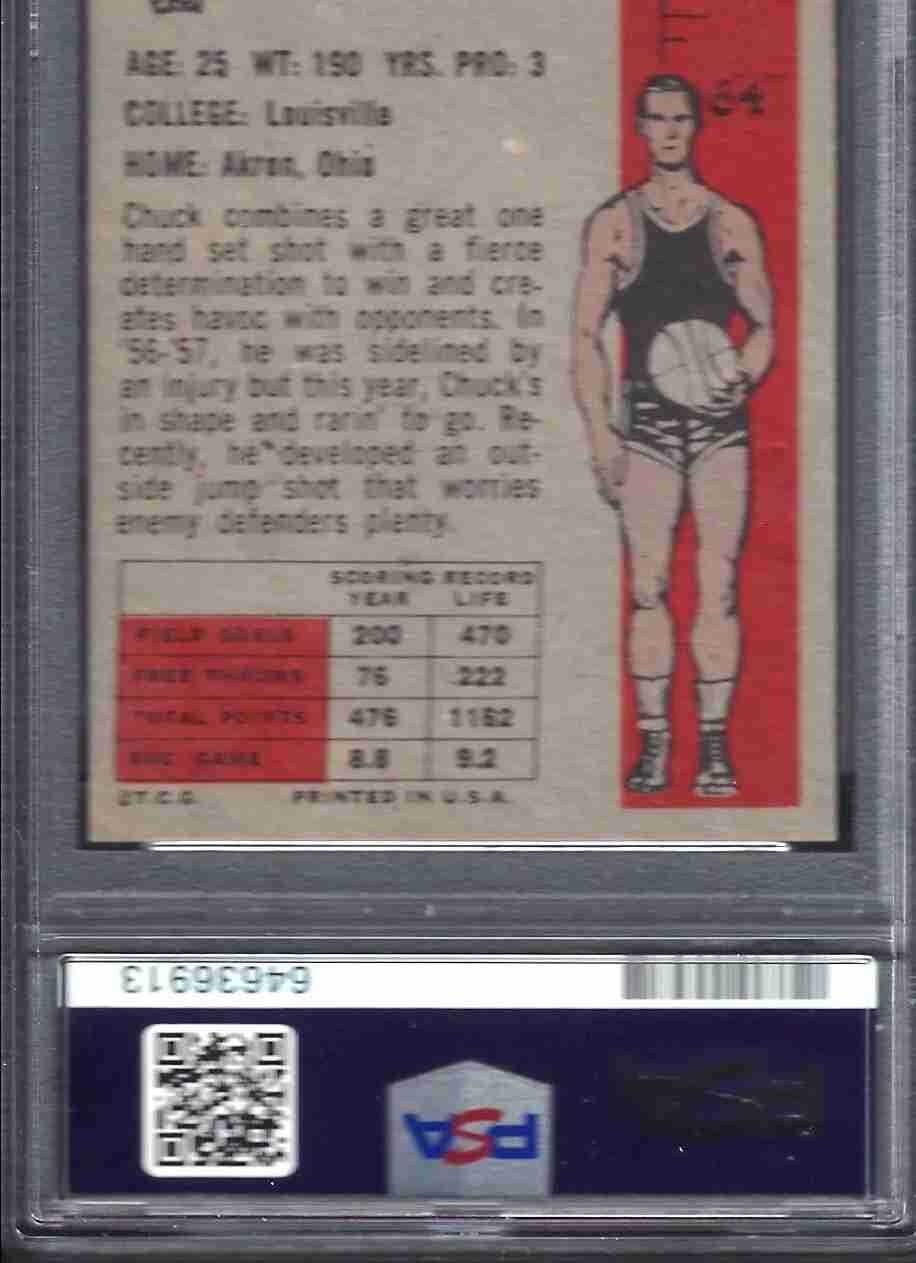 AGE: 25 WT: 190 YRS. PRO: 3
COLLEGE: Louisville
HOME: Akron, Ohio
Chuck combines a great one
hand set shot with a fierce
determination to win and cre-
ates havoc with opponents. In
'56-'57, he was sidelined by
an injury but this year, Chuck's
in shape and rarin' to go. Re-
cently, he developed an out-
side jump shot that worries
enemy defenders plenty.
6'4"
SCORING RECORD
YEAR LIFE
FIELD GOALS 200 470
FREE THROWS 76 222
TOTAL POINTS 476 1162
AVG. GAME 8.8 9.2
©T.C.G. PRINTED IN U.S.A.
64636913
PSA